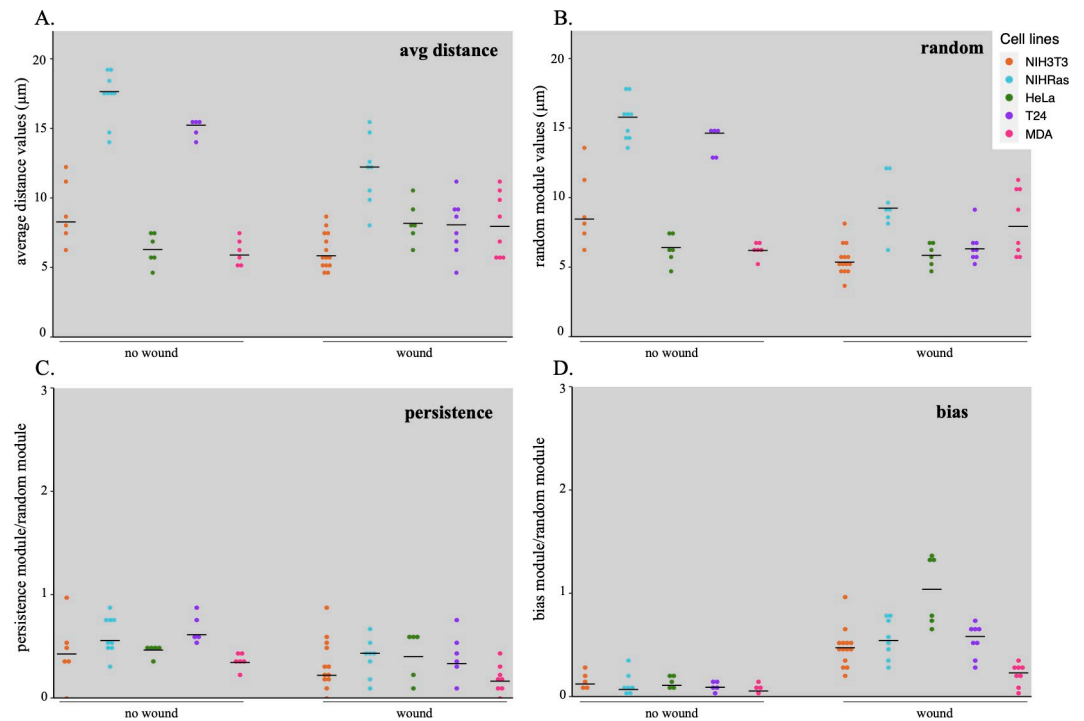 A.
avg distance
20
15
10
5
0
average distance values (μm)
no wound
wound
B.
random
20
15
10
5
0
random module values (μm)
no wound
wound
Cell lines
NIH3T3
NIHRas
HeLa
T24
MDA
C.
persistence
3
2
1
0
persistence module/random module
no wound
wound
D.
bias
3
2
1
0
bias module/random module
no wound
wound